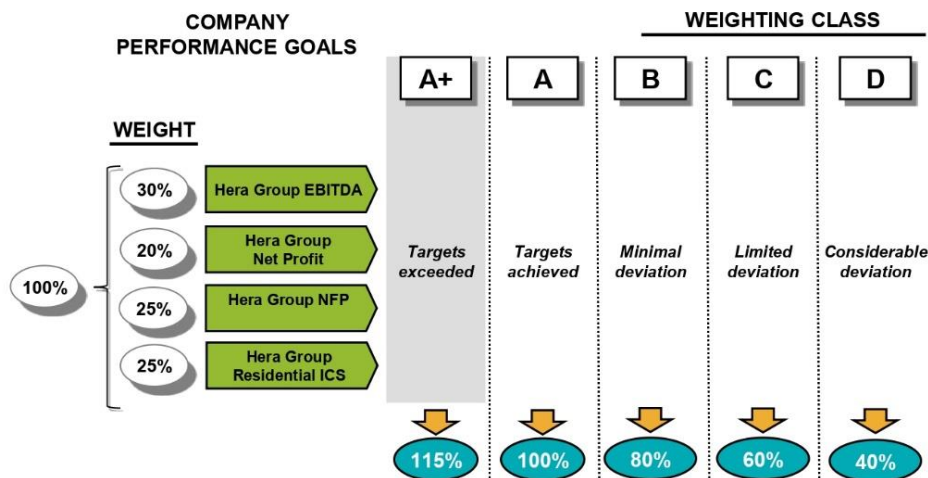 COMPANY
PERFORMANCE GOALS
WEIGHTING CLASS
A+
A
B
C
D
WEIGHT
100%
30%
Hera Group EBITDA
20%
Hera Group
Net Profit
25%
Hera Group NFP
25%
Hera Group
Residential ICS
Targets
exceeded
Targets
achieved
Minimal
deviation
Limited
deviation
Considerable
deviation
115%
100%
80%
60%
40%